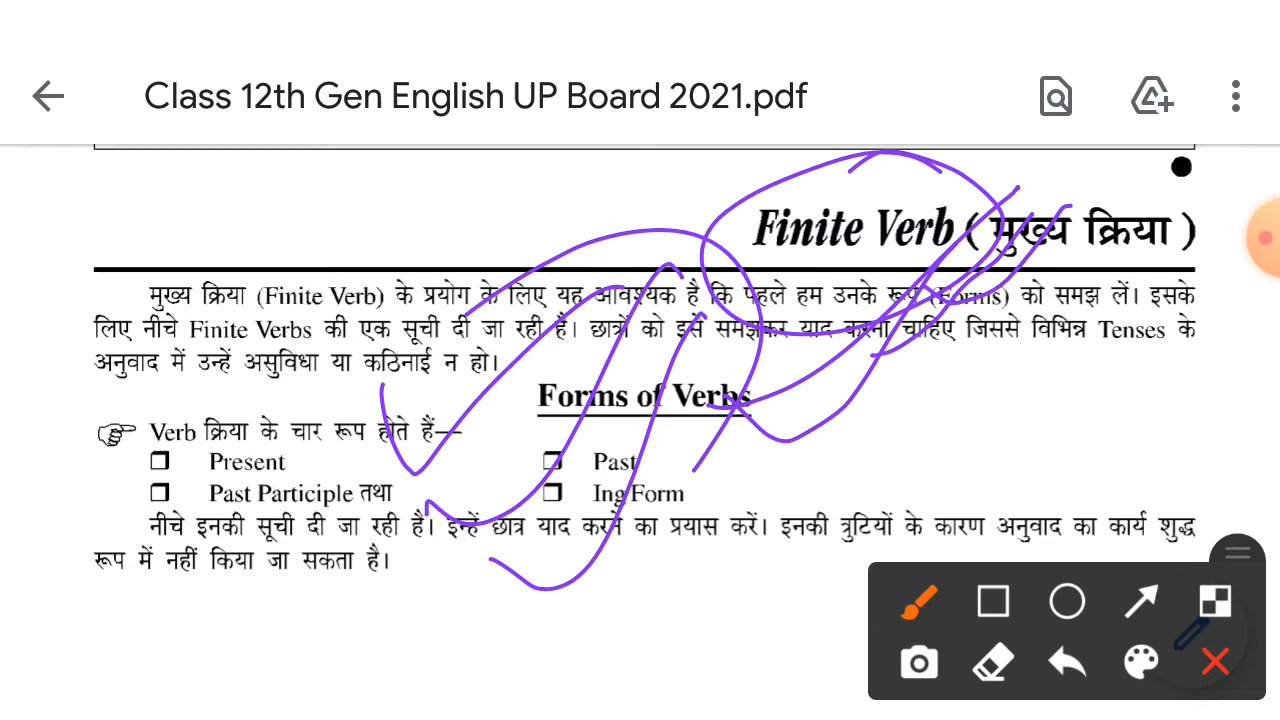 Class 12th Gen English UP Board 2021.pdf
Finite Verb ( मुख्य क्रिया )
मुख्य क्रिया (Finite Verb) के प्रयोग के लिए यह आवश्यक है कि पहले हम उनके रूप (Forms) को समझ लें। इसके
लिए नीचे Finite Verbs की एक सूची दी जा रही है। छात्रों को इसे समझकर याद करना चाहिए जिससे विभिन्न Tenses के
अनुवाद में उन्हें असुविधा या कठिनाई न हो।
Forms of Verbs
☞ Verb क्रिया के चार रूप होते हैं—
❒ Present ❒ Past
❒ Past Participle तथा ❒ Ing Form
नीचे इनकी सूची दी जा रही है। इन्हें छात्र याद करने का प्रयास करें। इनकी त्रुटियों के कारण अनुवाद का कार्य शुद्ध
रूप में नहीं किया जा सकता है।